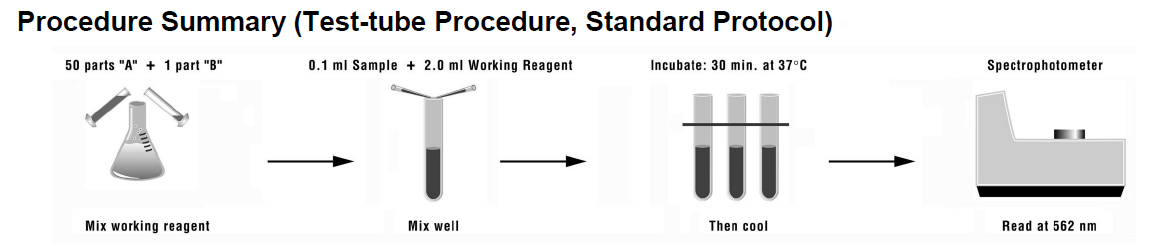 Procedure Summary (Test-tube Procedure, Standard Protocol)
50 parts "A" + 1 part "B"
Mix working reagent
0.1 ml Sample + 2.0 ml Working Reagent
Mix well
Incubate: 30 min. at 37°C
Then cool
Spectrophotometer
Read at 562 nm